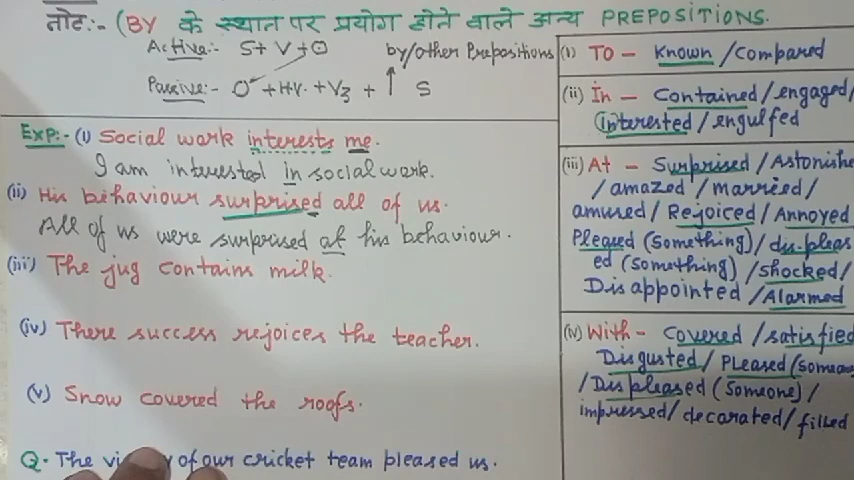 नोट:- (BY के स्थान पर प्रयोग होने वाले अन्य PREPOSITIONS.
Active:- S + V + O
by/other Prepositions
Passive:- O + H.V. + V3 + ↑ S
Exp:- (i) Social work interests me.
I am interested in social work.
(ii) His behaviour surprised all of us.
All of us were surprised at his behaviour.
(iii) The jug contains milk.
(iv) There success rejoices the teacher.
(v) Snow covered the roofs.
Q. The of our cricket team pleased us.
(i) TO - Known / Compared
(ii) In - Contained / engaged /
interested / engulfed
(iii) At - Surprised / Astonishe
/ amazed / married /
amused / Rejoiced / Annoyed
Pleased (something) / dis-pleas
ed (something) / shocked /
Disappointed / Alarmed
(iv) With - Covered / satisfied
Disgusted / Pleased (Someone
/ Displeased (Someone) /
impressed / decorated / filled